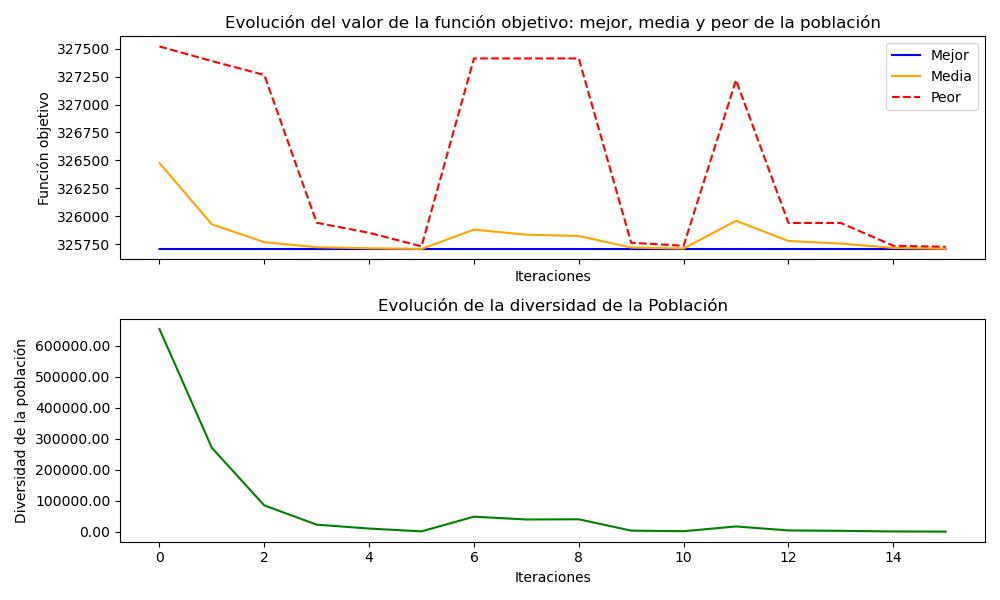 Evolución del valor de la función objetivo: mejor, media y peor de la población
Función objetivo
327500
327250
327000
326750
326500
326250
326000
325750
Mejor
Media
Peor
Iteraciones
Evolución de la diversidad de la Población
Diversidad de la población
600000.00
500000.00
400000.00
300000.00
200000.00
100000.00
0.00
0 2 4 6 8 10 12 14
Iteraciones